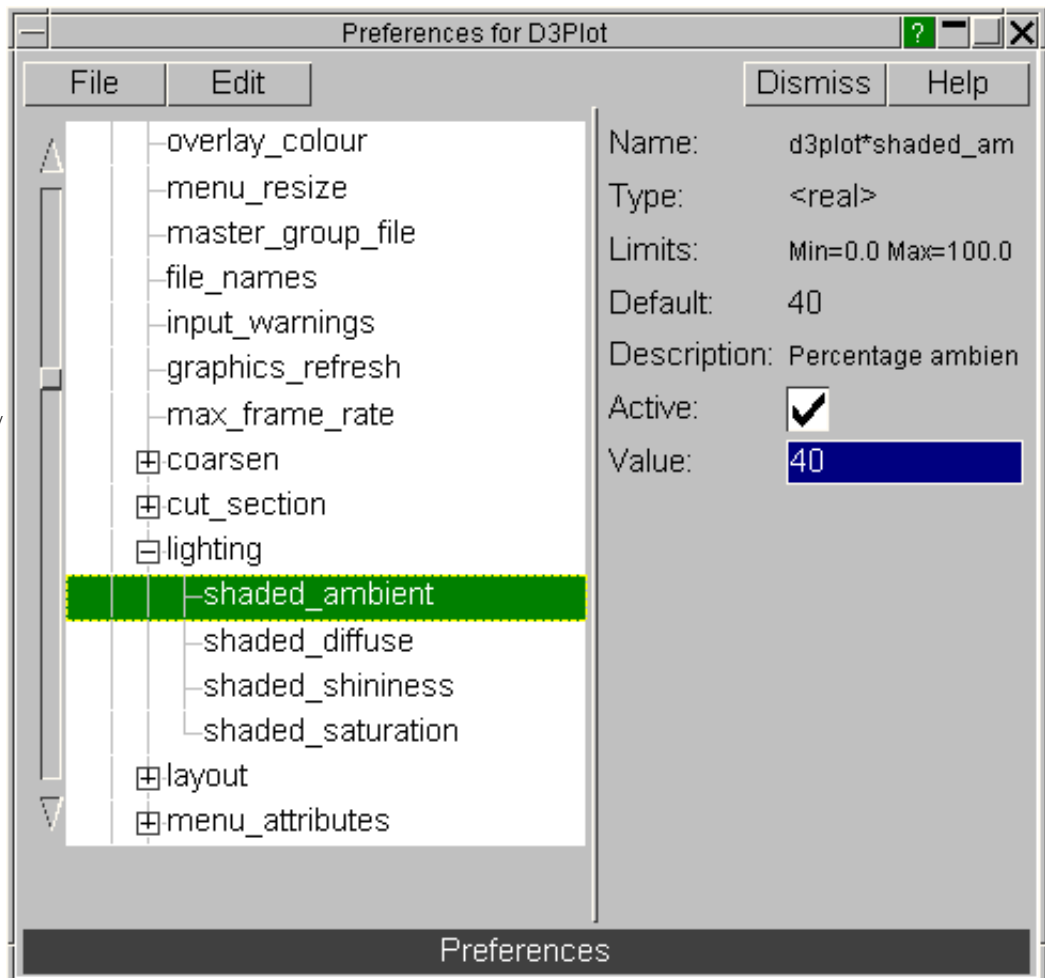 Preferences for D3Plot
?
File Edit Dismiss Help
overlay_colour
menu_resize
master_group_file
file_names
input_warnings
graphics_refresh
max_frame_rate
coarsen
cut_section
lighting
shaded_ambient
shaded_diffuse
shaded_shininess
shaded_saturation
layout
menu_attributes
Name: d3plot*shaded_am
Type: <real>
Limits: Min=0.0 Max=100.0
Default: 40
Description: Percentage ambien
Active:
Value: 40
Preferences